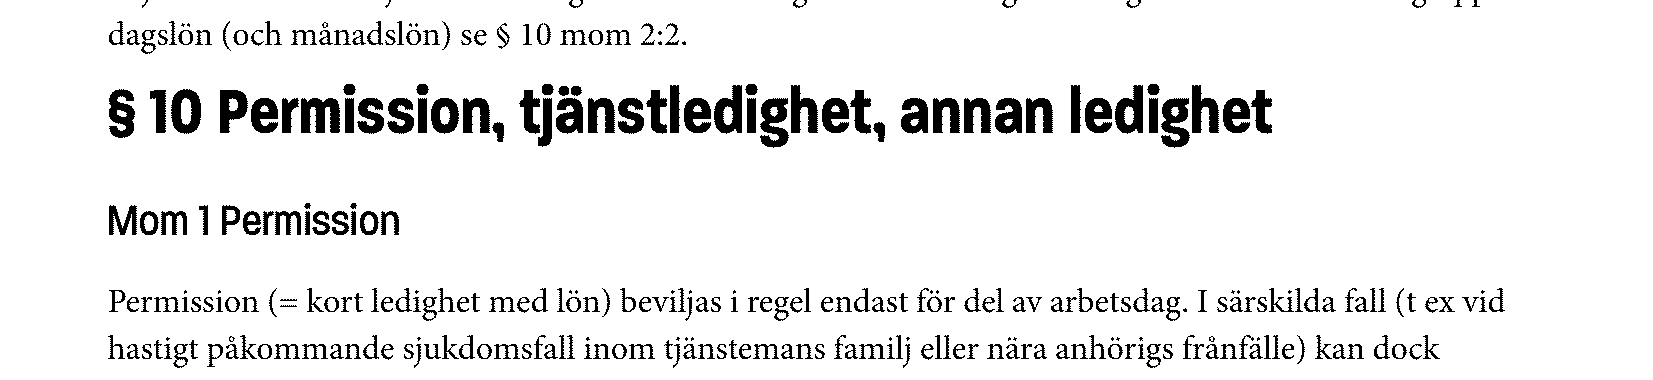 dagslön (och månadslön) se § 10 mom 2:2.
§ 10 Permission, tjänstledighet, annan ledighet
Mom 1 Permission
Permission (= kort ledighet med lön) beviljas i regel endast för del av arbetsdag. I särskilda fall (t ex vid
hastigt påkommande sjukdomsfall inom tjänstemans familj eller nära anhörigs frånfälle) kan dock